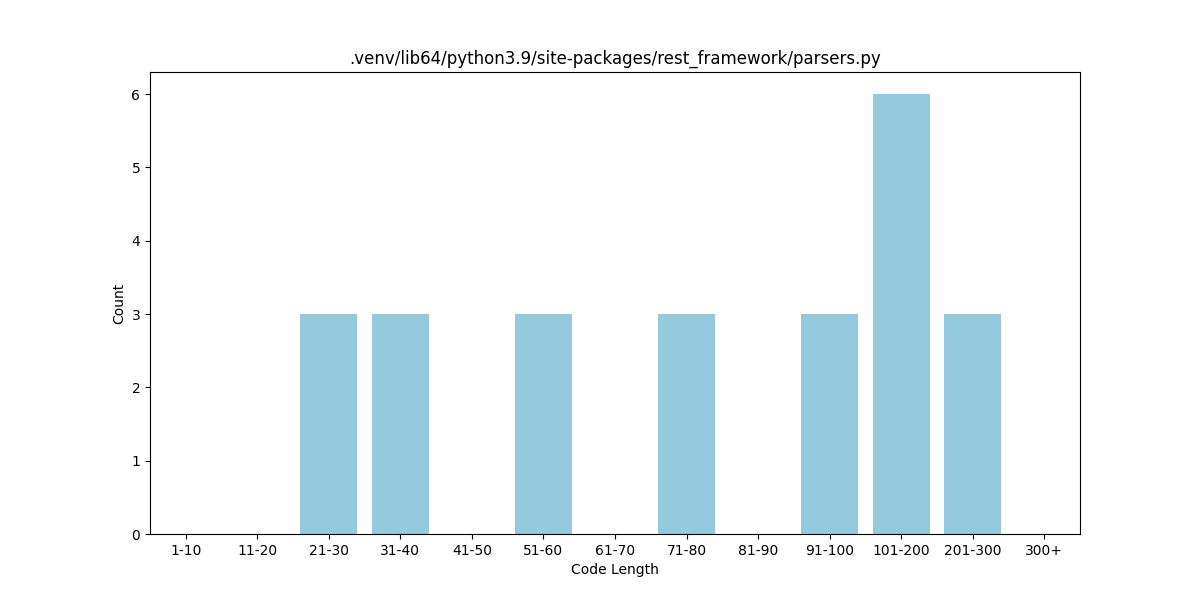 .venv/lib64/python3.9/site-packages/rest_framework/parsers.py
6
5
4
3
2
1
0
Count
1-10 11-20 21-30 31-40 41-50 51-60 61-70 71-80 81-90 91-100 101-200 201-300 300+
Code Length